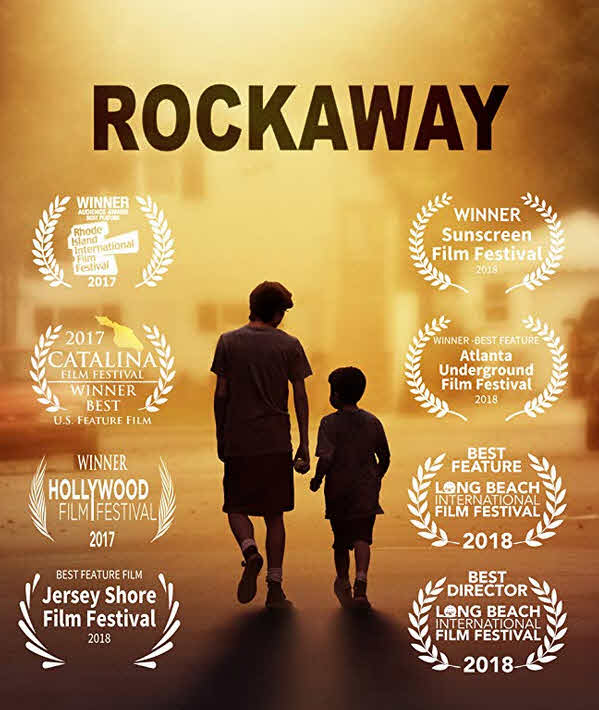 ROCKAWAY
WINNER
AUDIENCE AWARD
BEST FEATURE
Rhode
Island
International
Film
Festival
2017
2017
CATALINA
FILM FESTIVAL
WINNER
BEST
U.S. FEATURE FILM
WINNER
HOLLYWOOD
FILM FESTIVAL
2017
BEST FEATURE FILM
Jersey Shore
Film Festival
2018
WINNER
Sunscreen
Film Festival
2018
WINNER -BEST FEATURE
Atlanta
Underground
Film Festival
2018
BEST
FEATURE
LONG BEACH
INTERNATIONAL
FILM FESTIVAL
2018
BEST
DIRECTOR
LONG BEACH
INTERNATIONAL
FILM FESTIVAL
2018